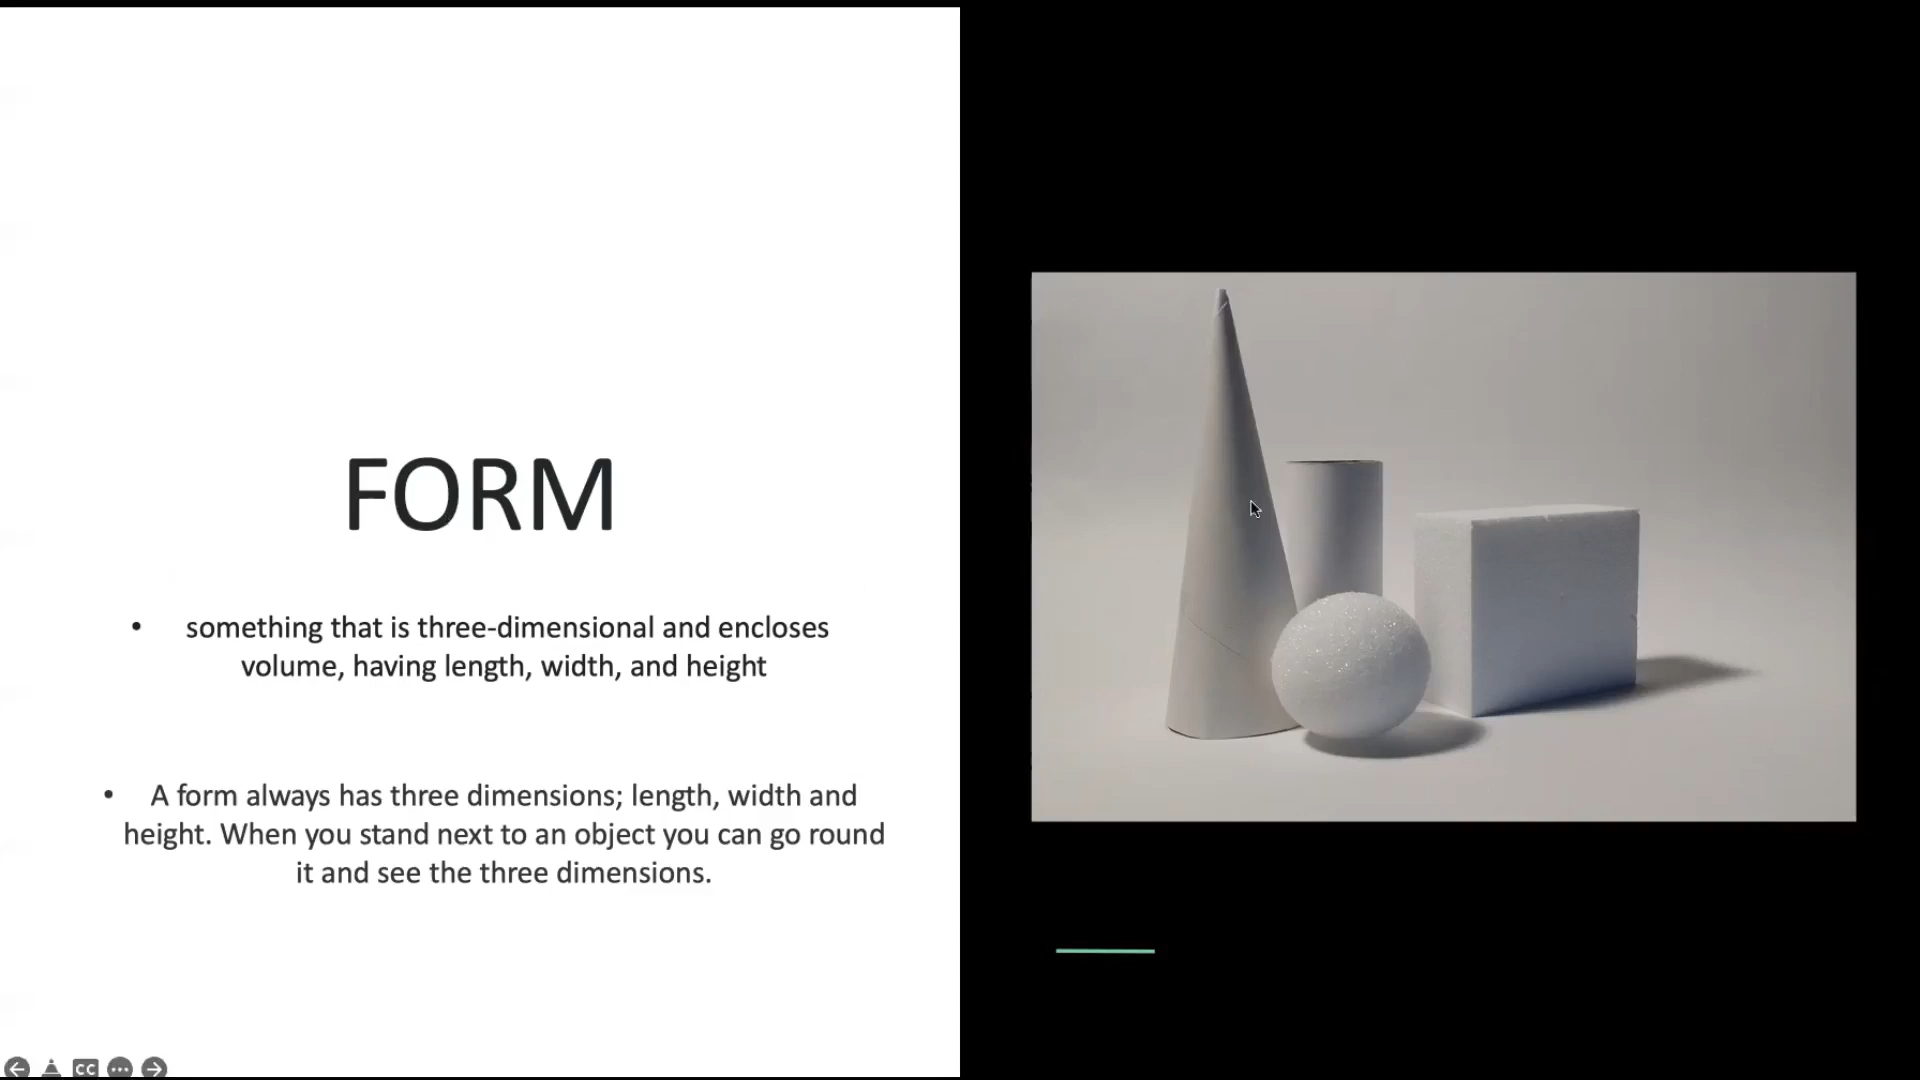 FORM
• something that is three-dimensional and encloses
volume, having length, width, and height
• A form always has three dimensions; length, width and
height. When you stand next to an object you can go round
it and see the three dimensions.
CC